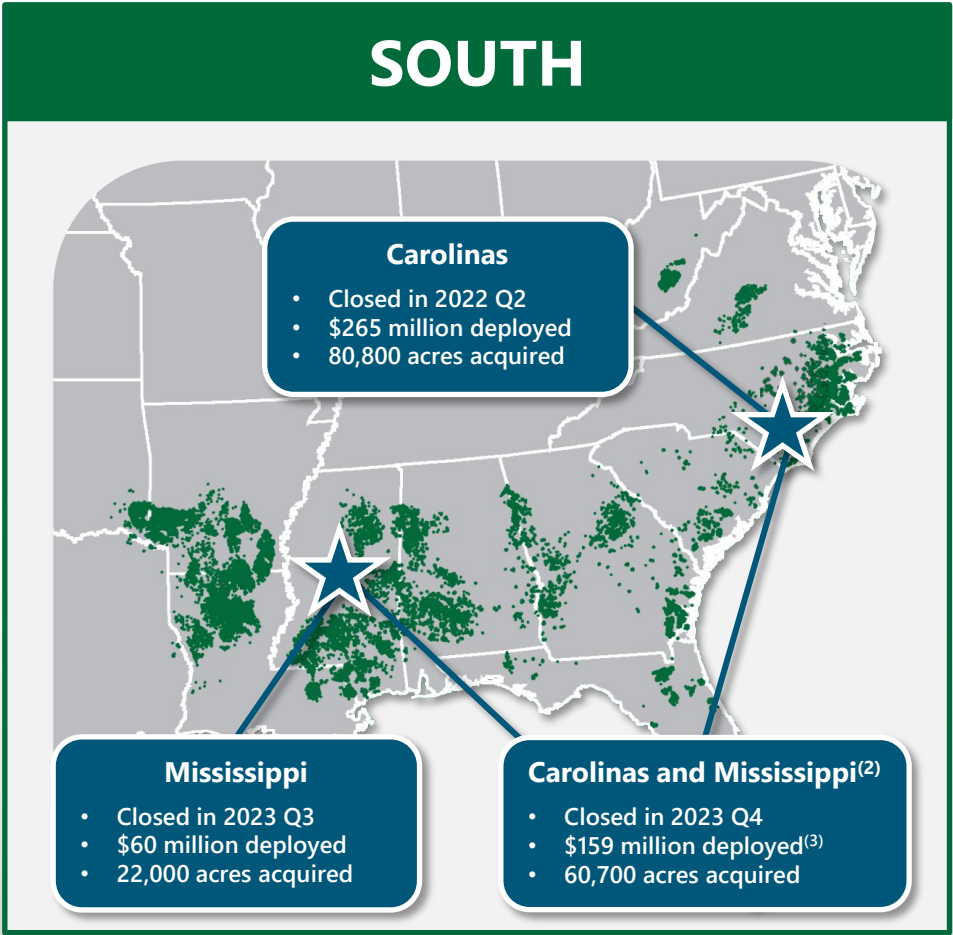 SOUTH
Carolinas
• Closed in 2022 Q2
• $265 million deployed
• 80,800 acres acquired
Mississippi
• Closed in 2023 Q3
• $60 million deployed
• 22,000 acres acquired
Carolinas and Mississippi(2)
• Closed in 2023 Q4
• $159 million deployed(3)
• 60,700 acres acquired